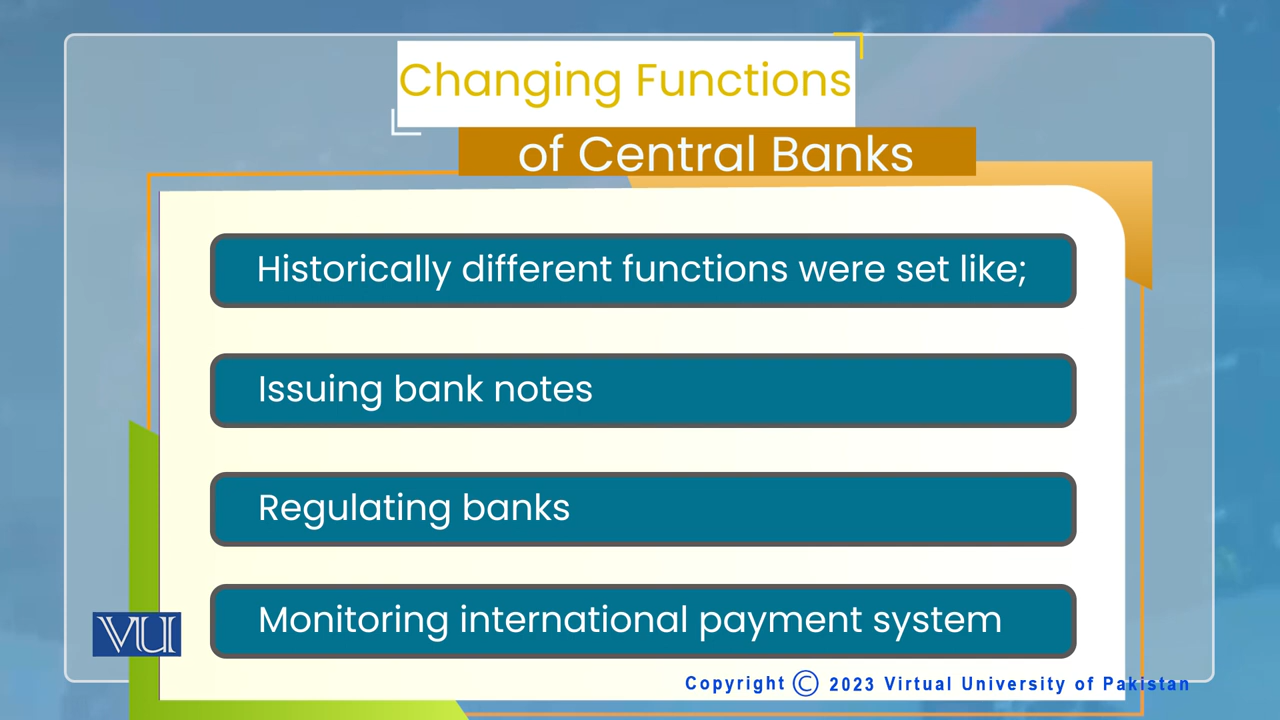 Changing Functions
of Central Banks
Historically different functions were set like;
Issuing bank notes
Regulating banks
Monitoring international payment system
VU
Copyright © 2023 Virtual University of Pakistan